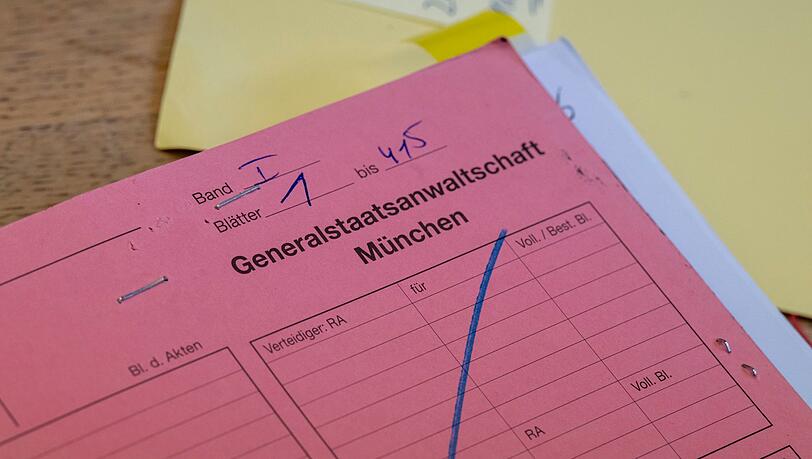 Band I
Blätter 1 bis 415
Generalstaatsanwaltschaft
München
Verteidiger: RA für Voll. / Best. Bl.
Bl. d. Akten
Voll. Bl.
RA